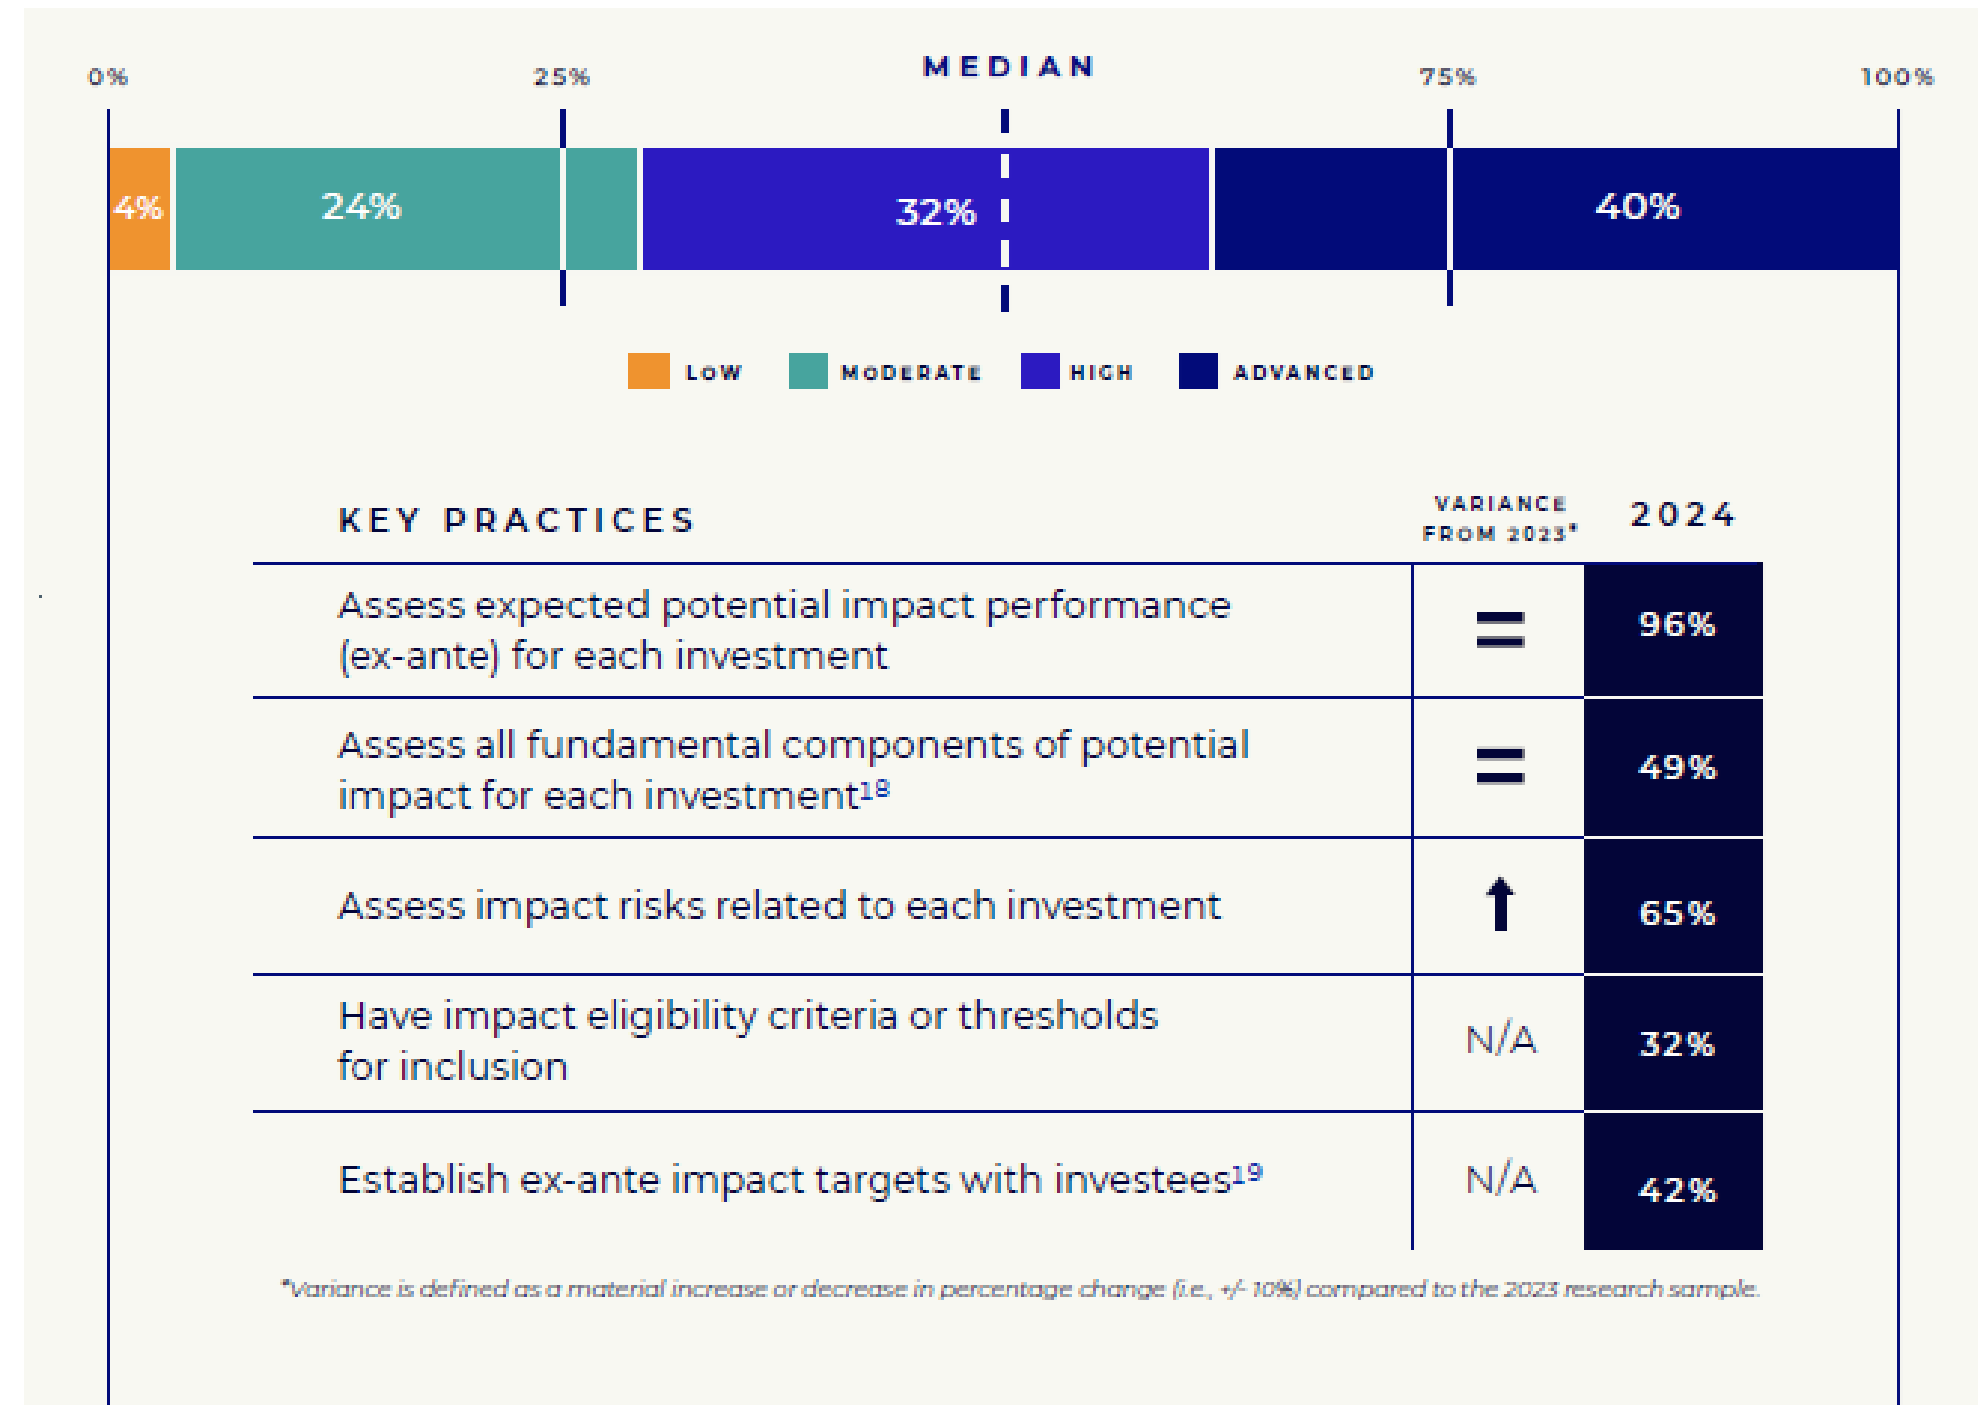 0% 25% MEDIAN 75% 100%
4% 24% 32% 40%
LOW MODERATE HIGH ADVANCED
KEY PRACTICES VARIANCE FROM 2023* 2024
Assess expected potential impact performance
(ex-ante) for each investment = 96%
Assess all fundamental components of potential
impact for each investment18 = 49%
Assess impact risks related to each investment 65%
Have impact eligibility criteria or thresholds
for inclusion N/A 32%
Establish ex-ante impact targets with investees19 N/A 42%
*Variance is defined as a material increase or decrease in percentage change (i.e., +/- 10%) compared to the 2023 research sample.